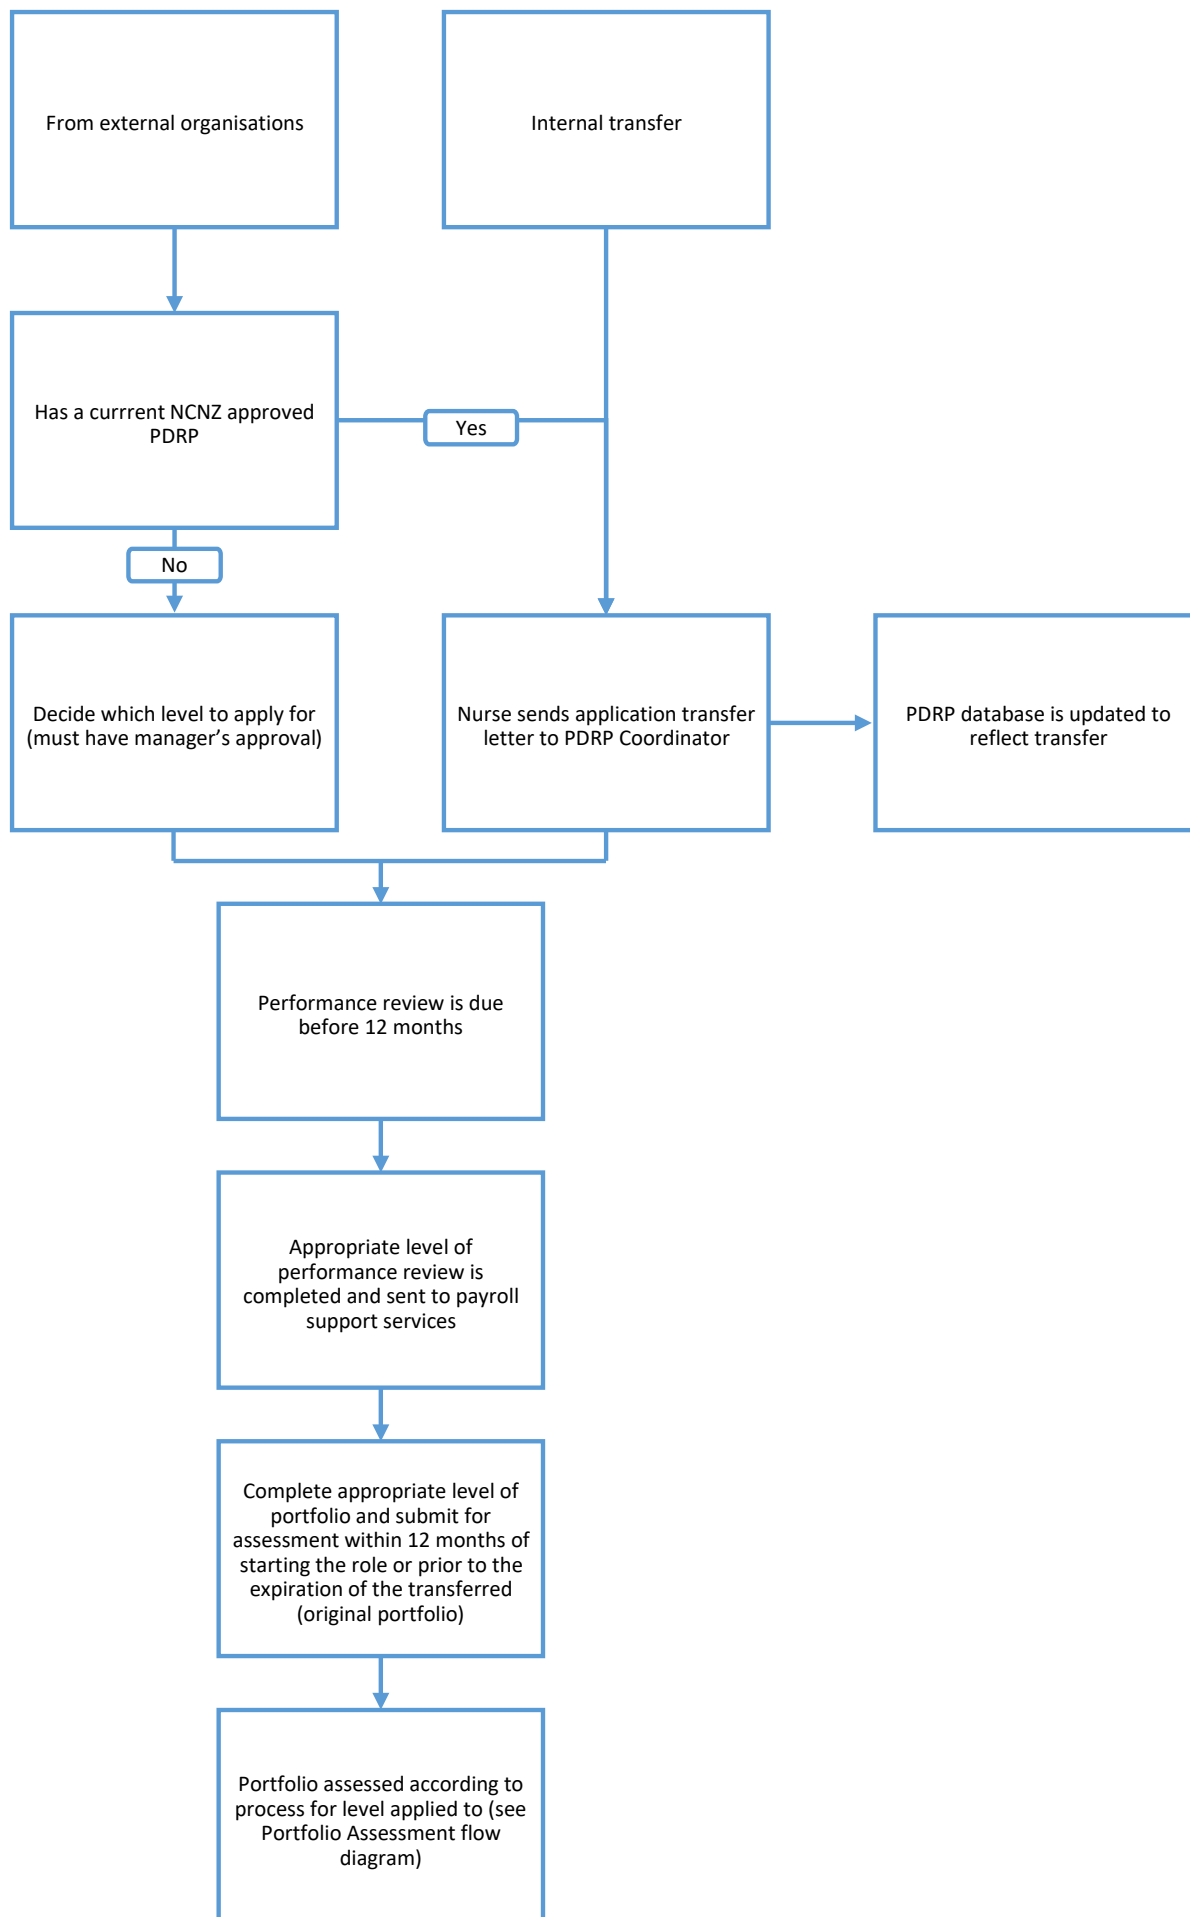 From external organisations
Internal transfer
Has a currrent NCNZ approved
PDRP
Yes
No
Decide which level to apply for
(must have manager’s approval)
Nurse sends application transfer
letter to PDRP Coordinator
PDRP database is updated to
reflect transfer
Performance review is due
before 12 months
Appropriate level of
performance review is
completed and sent to payroll
support services
Complete appropriate level of
portfolio and submit for
assessment within 12 months of
starting the role or prior to the
expiration of the transferred
(original portfolio)
Portfolio assessed according to
process for level applied to (see
Portfolio Assessment flow
diagram)